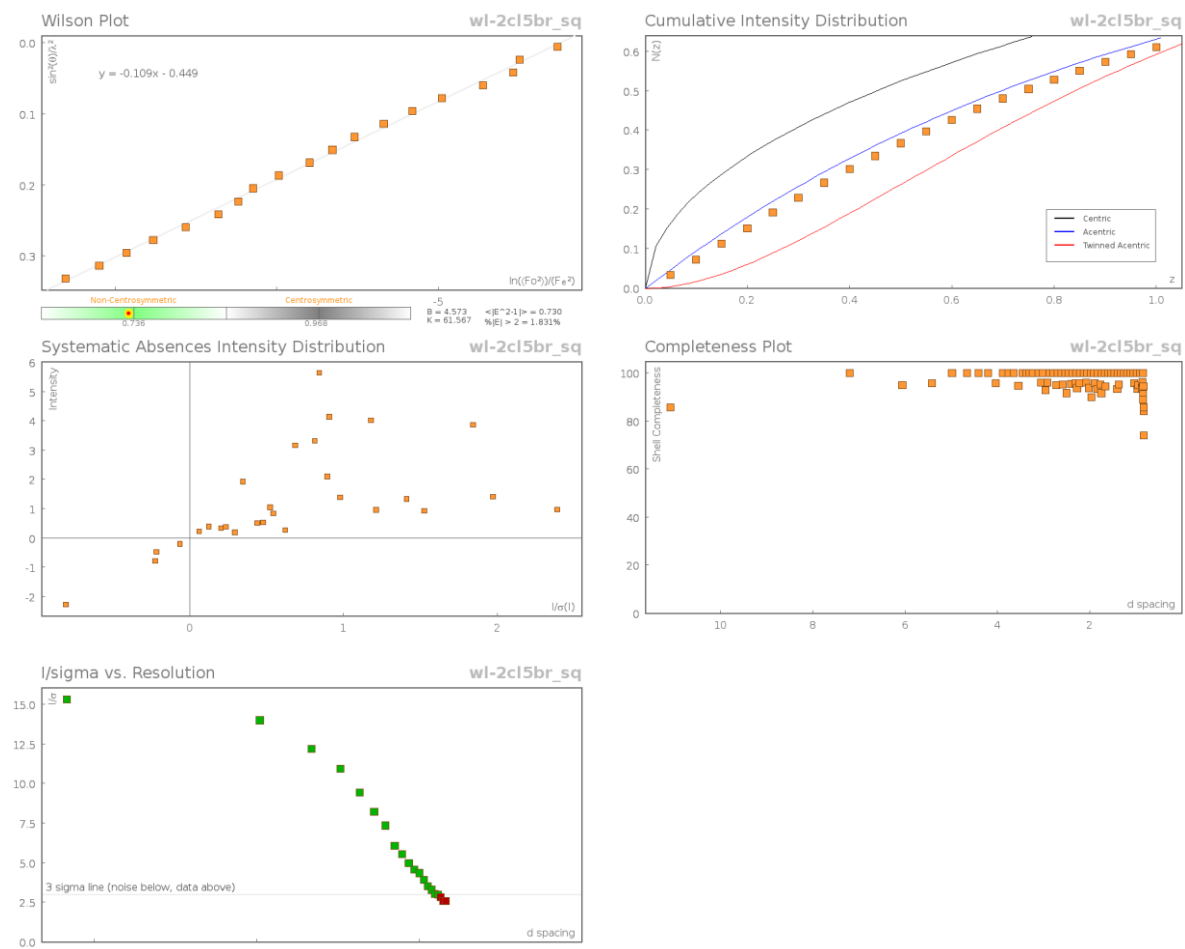 Wilson Plot
wl-2cl5br_sq
0.0
0.1
0.2
0.3
sin²(θ)/λ²
y = -0.109x - 0.449
ln(⟨Fo²⟩)/(Fₑ²)
-5
Non-Centrosymmetric
Centrosymmetric
0.736
0.968
B = 4.573
<|E^2-1|> = 0.730
K = 61.567
%|E| > 2 = 1.831%
Cumulative Intensity Distribution
wl-2cl5br_sq
0.6
0.5
0.4
0.3
0.2
0.1
0.0
N(z)
Centric
Acentric
Twinned Acentric
z
0.0
0.2
0.4
0.6
0.8
1.0
Systematic Absences Intensity Distribution
wl-2cl5br_sq
6
5
4
3
2
1
0
-1
-2
Intensity
I/σ(I)
0
1
2
Completeness Plot
wl-2cl5br_sq
100
80
60
40
20
0
Shell Completeness
d spacing
10
8
6
4
2
I/sigma vs. Resolution
wl-2cl5br_sq
15.0
12.5
10.0
7.5
5.0
2.5
0.0
I/σ
3 sigma line (noise below, data above)
d spacing